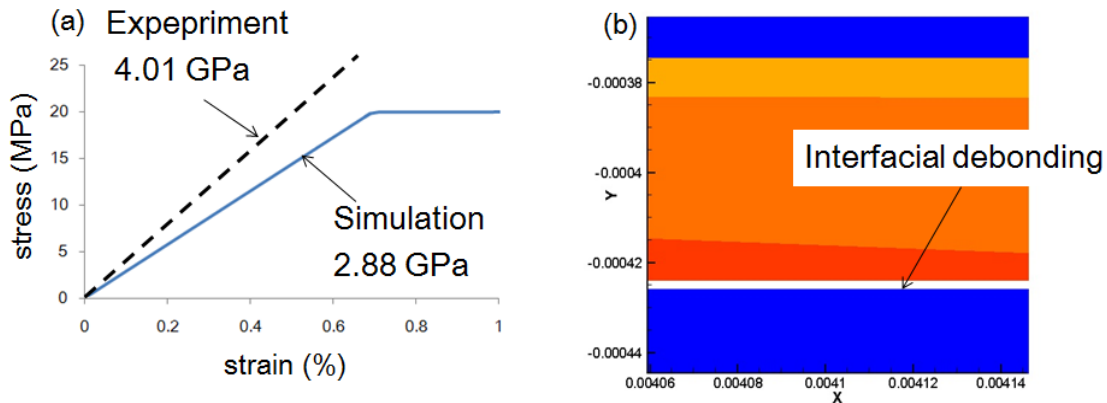 (a) Expepriment
4.01 GPa
25
20
15
10
5
0
stress (MPa)
Simulation
2.88 GPa
0 0.2 0.4 0.6 0.8 1
strain (%)
(b)
-0.00038
-0.0004
-0.00042
-0.00044
Y
Interfacial debonding
0.00406 0.00408 0.0041 0.00412 0.00414
X